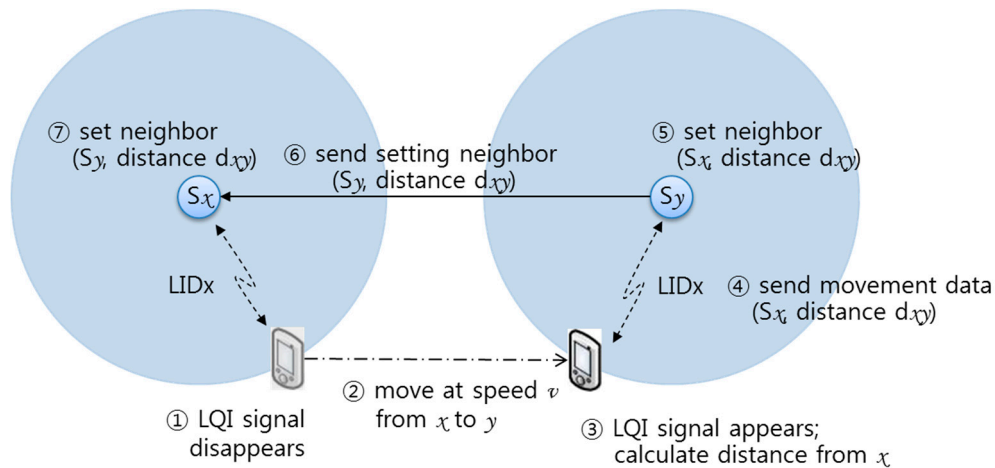 ⑦ set neighbor
(Sy, distance dxy)
⑥ send setting neighbor
(Sy, distance dxy)
⑤ set neighbor
(Sx, distance dxy)
Sx
Sy
LIDx
LIDx
④ send movement data
(Sx, distance dxy)
② move at speed v
from x to y
① LQI signal
disappears
③ LQI signal appears;
calculate distance from x